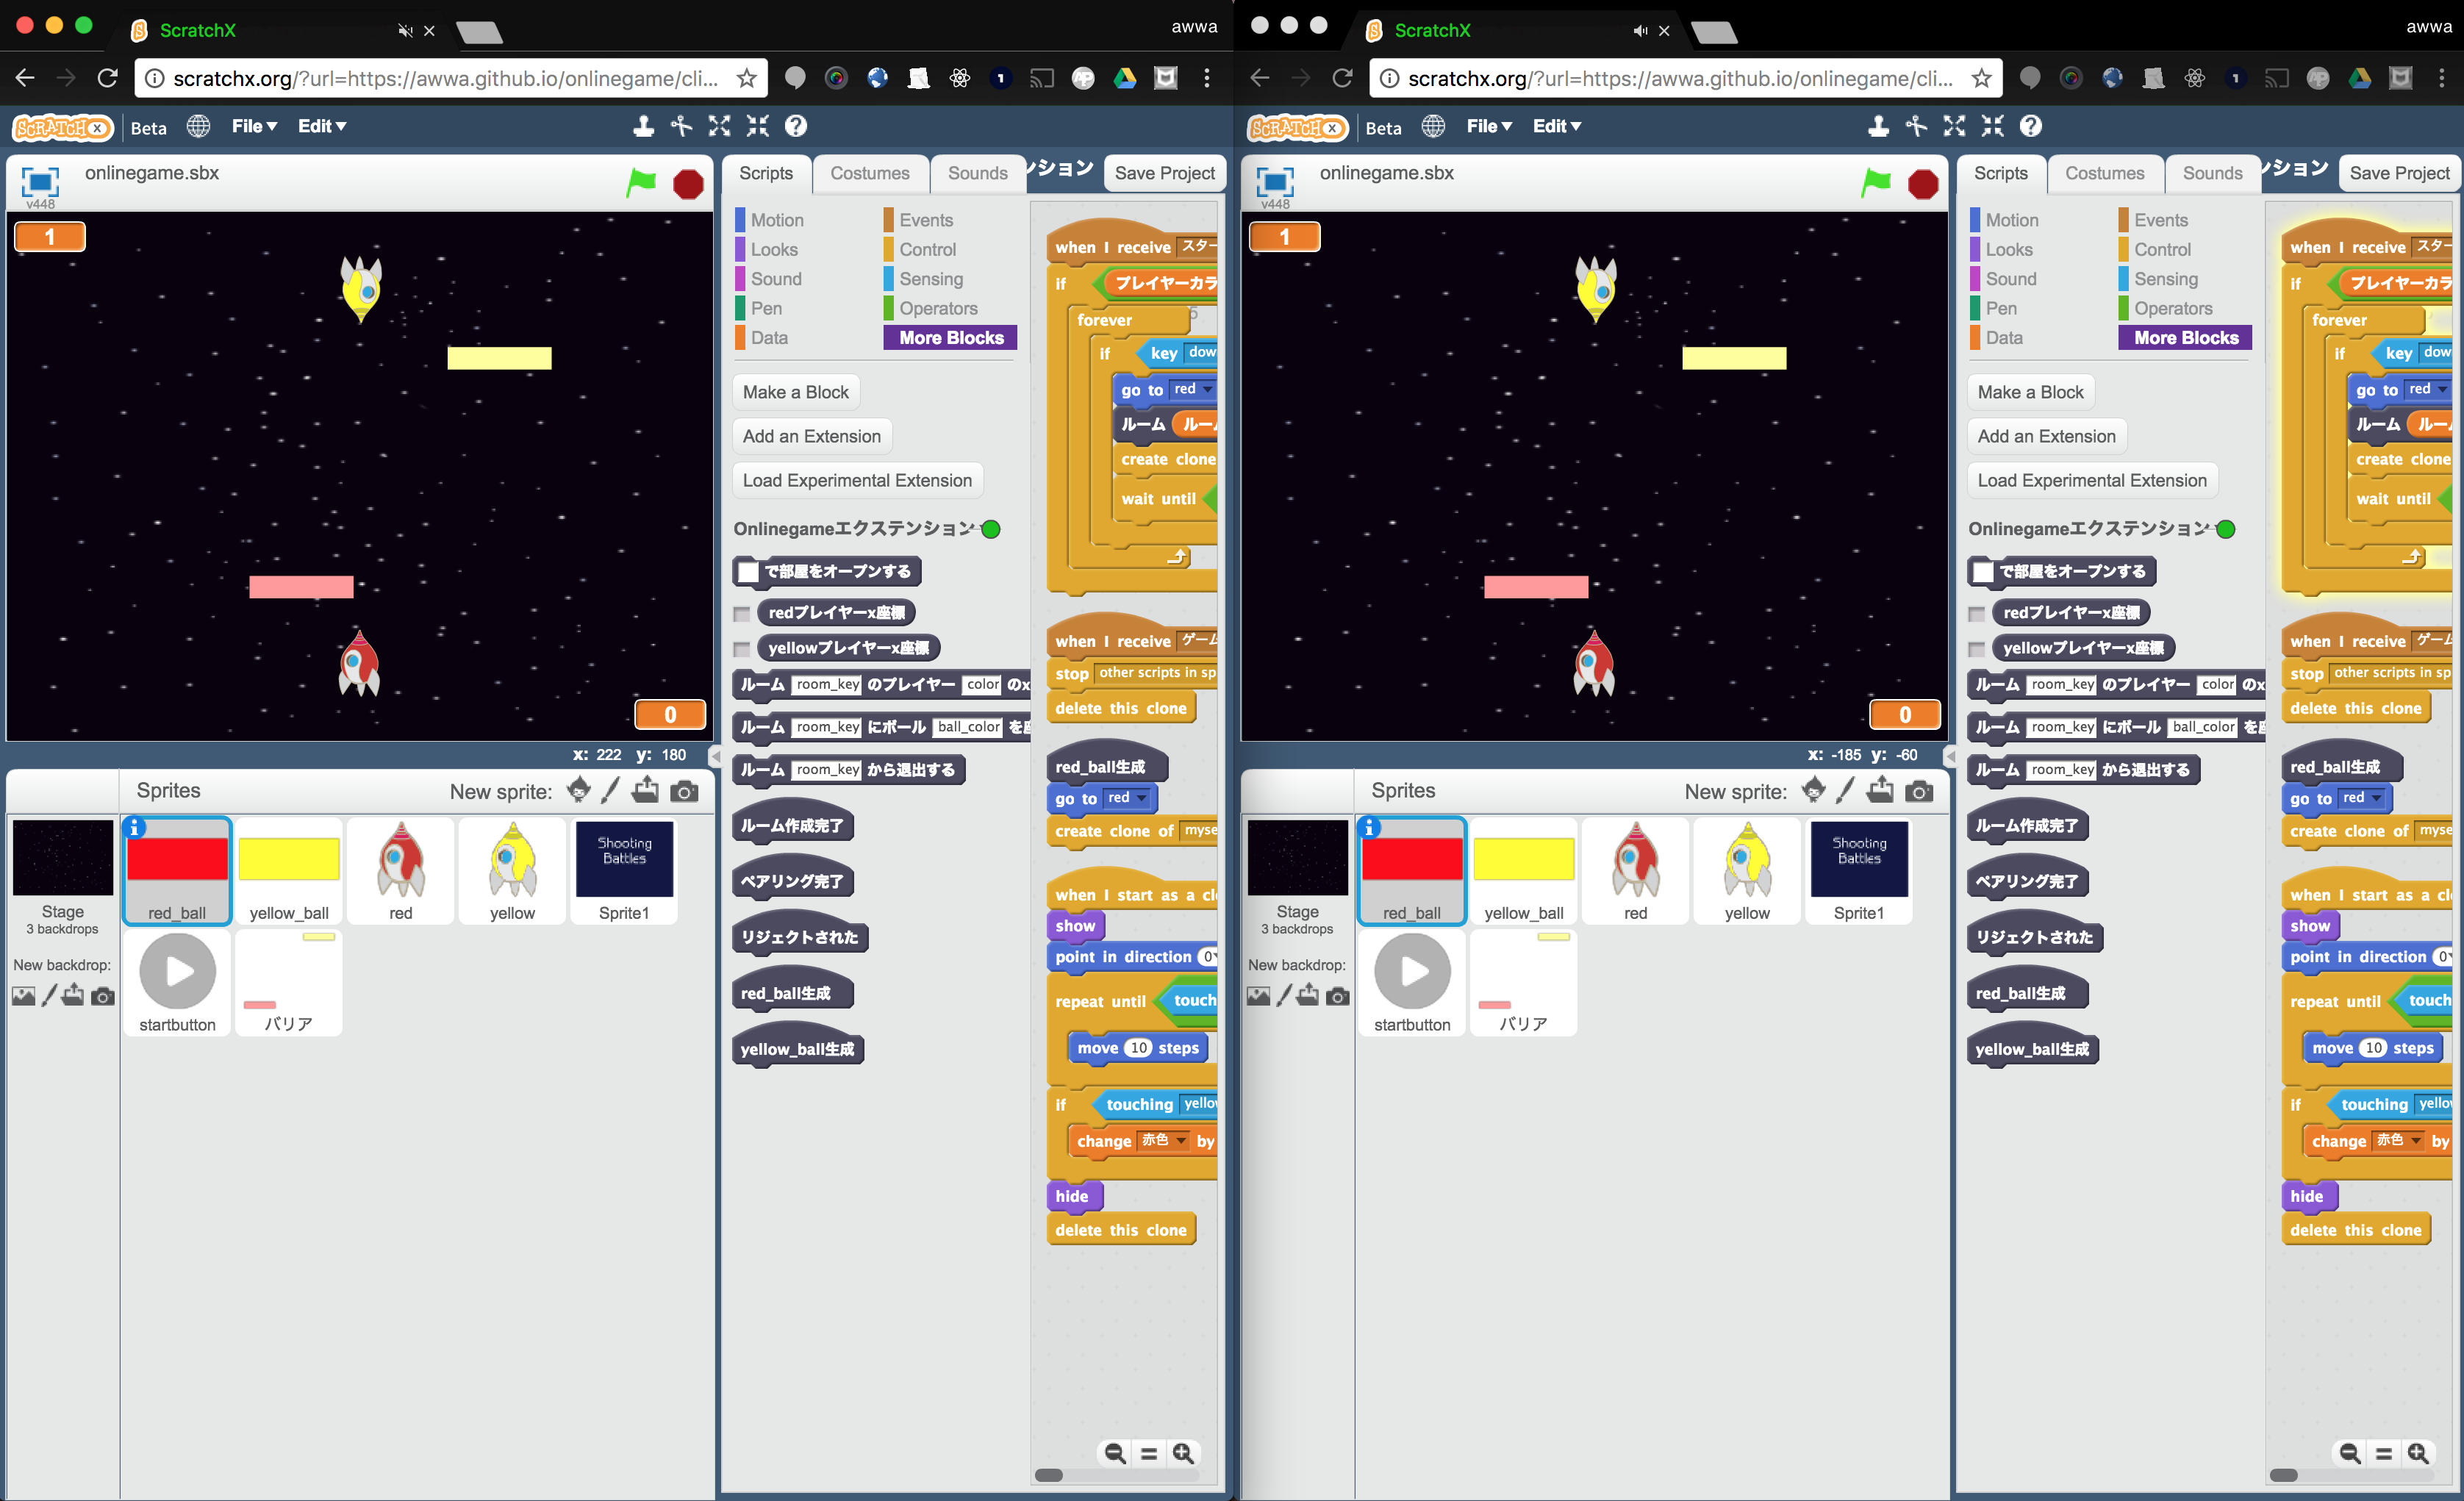 ScratchX
awwa
scratchx.org/?url=https://awwa.github.io/onlinegame/cli...
SCRATCH X
Beta
File
Edit
onlinegame.sbx
v448
Scripts
Costumes
Sounds
ンション
Save Project
1
0
x: 222 y: 180
Motion
Looks
Sound
Pen
Data
Events
Control
Sensing
Operators
More Blocks
Make a Block
Add an Extension
Load Experimental Extension
Onlinegameエクステンション
で部屋をオープンする
redプレイヤーx座標
yellowプレイヤーx座標
ルーム room_key のプレイヤー color のx
ルーム room_key にボール ball_color を
ルーム room_key から退出する
ルーム作成完了
ペアリング完了
リジェクトされた
red_ball生成
yellow_ball生成
when I receive スター
if プレイヤーカラ
forever
if key dow
go to red
ルーム ルー
create clone
wait until
when I receive ゲー
stop other scripts in sp
delete this clone
red_ball生成
go to red
create clone of myse
when I start as a cl
show
point in direction 0
repeat until touch
move 10 steps
if touching yello
change 赤色 by
hide
delete this clone
Sprites
New sprite:
Stage
3 backdrops
New backdrop:
red_ball
yellow_ball
red
yellow
Shooting
Battles
Sprite1
startbutton
バリア
ScratchX
awwa
scratchx.org/?url=https://awwa.github.io/onlinegame/cli...
SCRATCH X
Beta
File
Edit
onlinegame.sbx
v448
Scripts
Costumes
Sounds
ション
Save Project
1
0
x: -185 y: -60
Motion
Looks
Sound
Pen
Data
Events
Control
Sensing
Operators
More Blocks
Make a Block
Add an Extension
Load Experimental Extension
Onlinegameエクステンション
で部屋をオープンする
redプレイヤーx座標
yellowプレイヤーx座標
ルーム room_key のプレイヤー color のx
ルーム room_key にボール ball_color を
ルーム room_key から退出する
ルーム作成完了
ペアリング完了
リジェクトされた
red_ball生成
yellow_ball生成
when I receive スター
if プレイヤーカラ
forever
if key dow
go to red
ルーム ルー
create clone
wait until
when I receive ゲー
stop other scripts in sp
delete this clone
red_ball生成
go to red
create clone of myse
when I start as a cl
show
point in direction 0
repeat until touch
move 10 steps
if touching yello
change 赤色 by
hide
delete this clone
Sprites
New sprite:
Stage
3 backdrops
New backdrop:
red_ball
yellow_ball
red
yellow
Shooting
Battles
Sprite1
startbutton
バリア